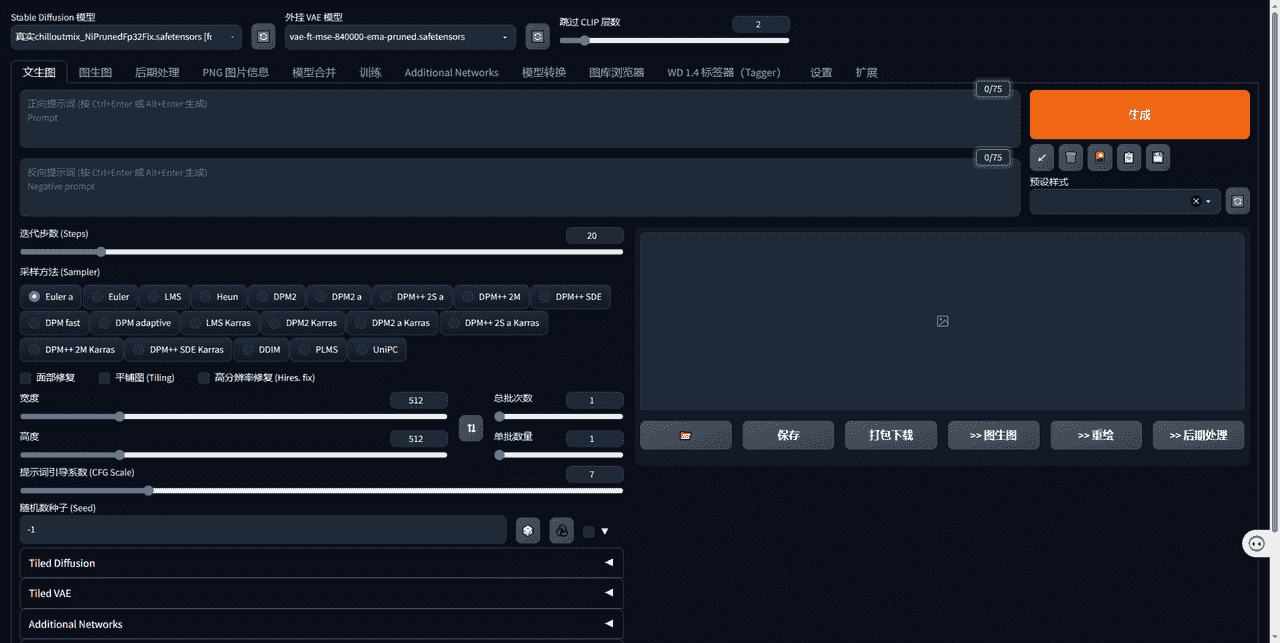 Stable Diffusion 模型
外挂 VAE 模型
跳过 CLIP 层数
2
真实chilloutmix_NiPrunedFp32Fix.safetensors [fc
vae-ft-mse-840000-ema-pruned.safetensors
文生图
图生图
后期处理
PNG 图片信息
模型合并
训练
Additional Networks
模型转换
图库浏览器
WD 1.4 标签器（Tagger）
设置
扩展
0/75
正向提示词 (按 Ctrl+Enter 或 Alt+Enter 生成)
Prompt
生成
0/75
反向提示词 (按 Ctrl+Enter 或 Alt+Enter 生成)
Negative prompt
预设样式
迭代步数 (Steps)
20
采样方法 (Sampler)
Euler a
Euler
LMS
Heun
DPM2
DPM2 a
DPM++ 2S a
DPM++ 2M
DPM++ SDE
DPM fast
DPM adaptive
LMS Karras
DPM2 Karras
DPM2 a Karras
DPM++ 2S a Karras
DPM++ 2M Karras
DPM++ SDE Karras
DDIM
PLMS
UniPC
面部修复
平铺图 (Tiling)
高分辨率修复 (Hires. fix)
宽度
512
总批次数
1
高度
512
单批数量
1
提示词引导系数 (CFG Scale)
7
随机数种子 (Seed)
-1
保存
打包下载
>> 图生图
>> 重绘
>> 后期处理
Tiled Diffusion
Tiled VAE
Additional Networks